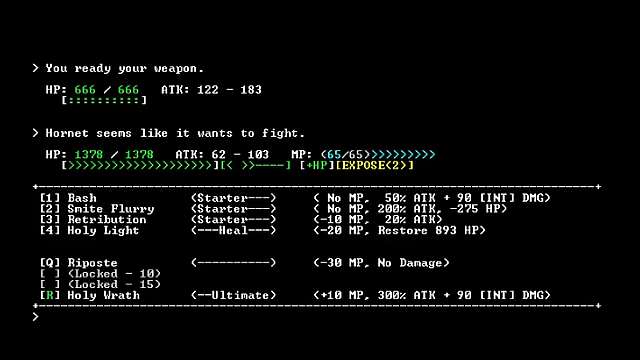 > You ready your weapon.
HP: 666 / 666   ATK: 122 - 183
[::::::::::]
> Hornet seems like it wants to fight.
HP: 1378 / 1378   ATK: 62 - 103   MP: (65/65)>>>>>>>>>>
[>>>>>>>>>>>>>>>>>>>>][< >>----] [+HP][EXPOSE(2)]
[1] Bash (Starter---) ( No MP, 50% ATK + 90 [INT] DMG)
[2] Smite Flurry (Starter---) ( No MP, 200% ATK, -275 HP)
[3] Retribution (Starter---) (-10 MP, 20% ATK)
[4] Holy Light (---Heal---) (-20 MP, Restore 893 HP)
[Q] Riposte (----------) (-30 MP, No Damage)
[ ] (Locked - 10)
[ ] (Locked - 15)
[R] Holy Wrath (--Ultimate) (+10 MP, 300% ATK + 90 [INT] DMG)
>